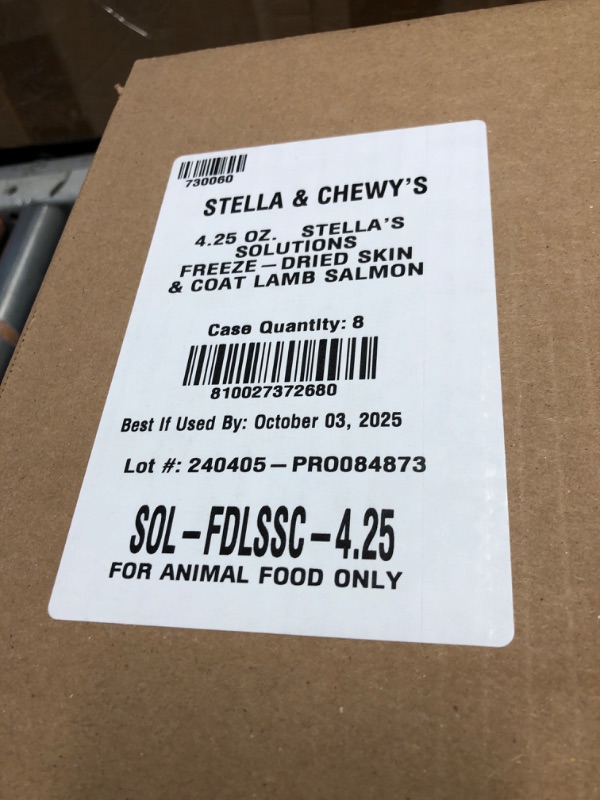 730060
STELLA & CHEWY'S
4.25 OZ. STELLA'S
SOLUTIONS
FREEZE-DRIED SKIN
& COAT LAMB SALMON
Case Quantity: 8
810027372680
Best If Used By: October 03, 2025
Lot #: 240405-PRO084873
SOL-FDLSSC-4.25
FOR ANIMAL FOOD ONLY